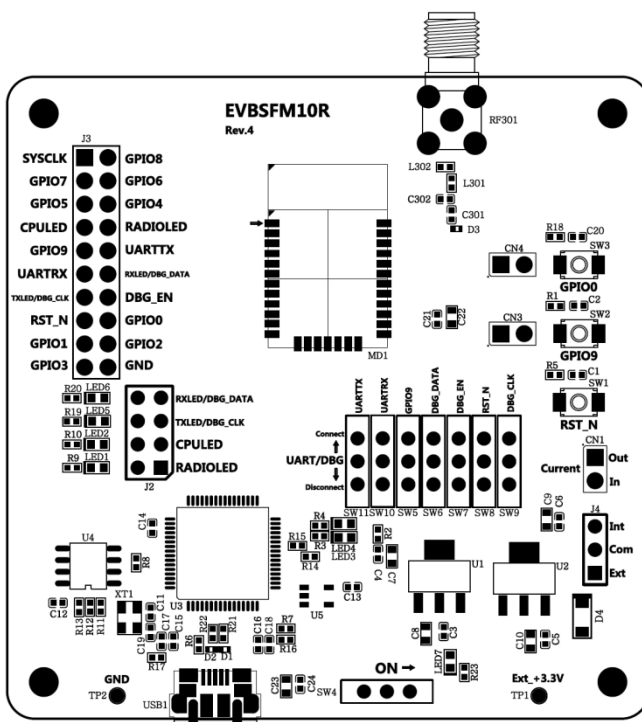 EVBSFM10R
Rev.4
RF301
J3
SYSCLK GPIO8
GPIO7 GPIO6
GPIO5 GPIO4
CPULED RADIOLED
GPIO9 UARTTX
UARTRX RXLED/DBG_DATA
TXLED/DBG_CLK DBG_EN
RST_N GPIO0
GPIO1 GPIO2
GPIO3 GND
L302
L301
C302
C301
D3
R18 C20
CN4 SW3
GPIO0
R1 C2
C21 C22
CN3 SW2
GPIO9
MD1
R5 C1
SW1
RST_N
R20 LED6
R19 LED5
R10 LED2
R9 LED1
RXLED/DBG_DATA
TXLED/DBG_CLK
CPULED
RADIOLED
J2
UARTTX UARTRX GPIO9 DBG_DATA DBG_EN RST_N DBG_CLK
Connect
UART/DBG
Disconnect
SW11 SW10 SW5 SW6 SW7 SW8 SW9
CN1
Out
Current
In
J4
Int
Com
Ext
C9 C6
C14
R4
R3
LED4
LED3
R2
R15
R14
C4 C7
U4
R8
U1
U2
XT1
U3
U5
C13
D4
C12
R13 R12 R11
C11
C19 C17 C15
R17
R6
R22 R21
D2 D1
C16 C18
R7
R16
C8 C3
C10 C5
LED7
R23
GND
TP2
USB1
C23 C24
ON
SW4
Ext_+3.3V
TP1